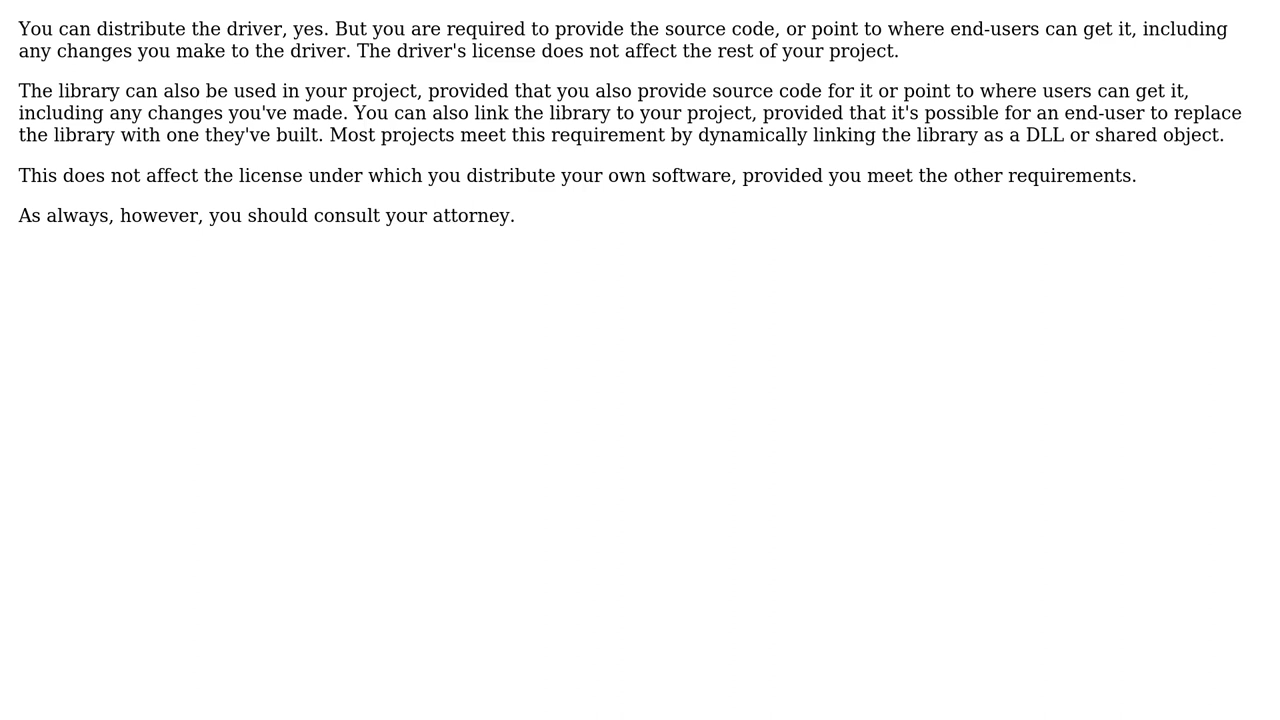 You can distribute the driver, yes. But you are required to provide the source code, or point to where end-users can get it, including
any changes you make to the driver. The driver's license does not affect the rest of your project.
The library can also be used in your project, provided that you also provide source code for it or point to where users can get it,
including any changes you've made. You can also link the library to your project, provided that it's possible for an end-user to replace
the library with one they've built. Most projects meet this requirement by dynamically linking the library as a DLL or shared object.
This does not affect the license under which you distribute your own software, provided you meet the other requirements.
As always, however, you should consult your attorney.